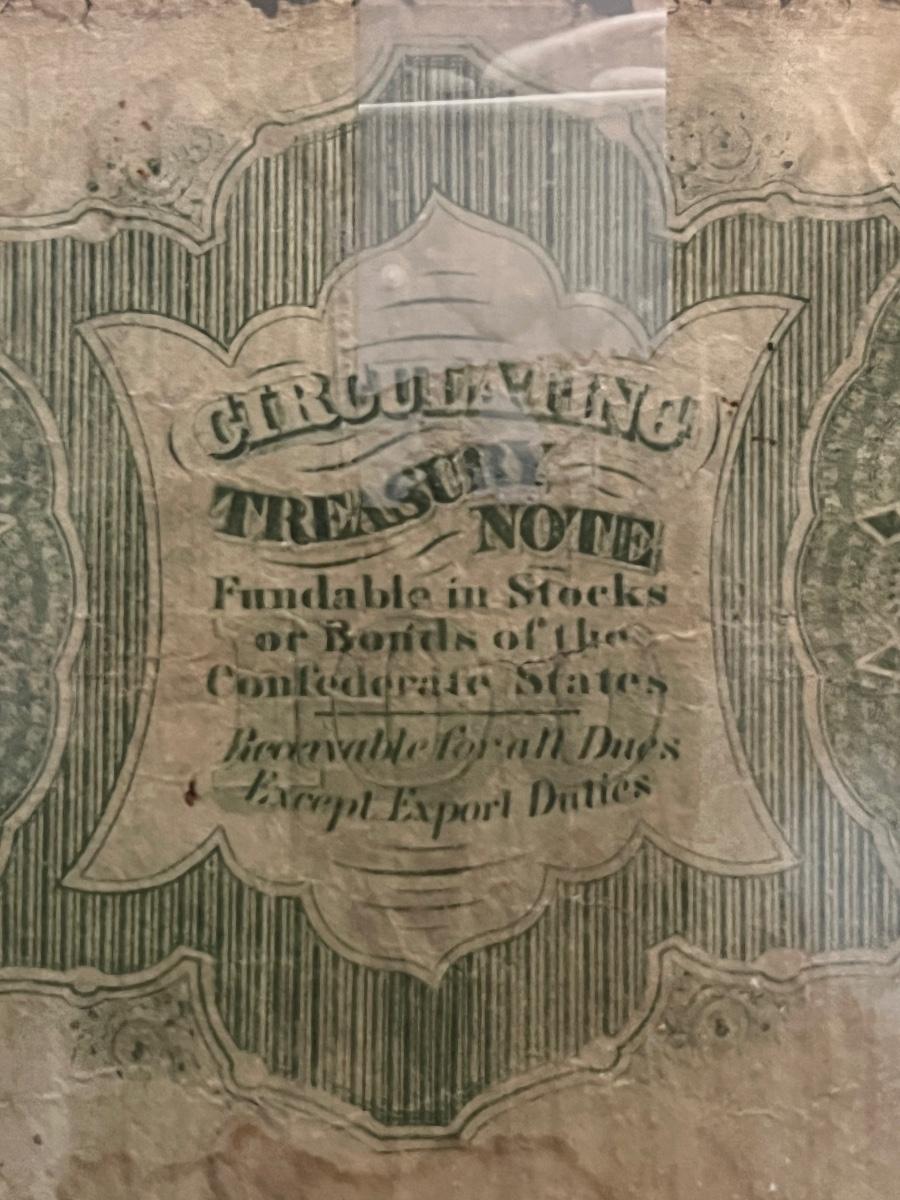 CIRCULATING
TREASURY
NOTE
Fundable in Stocks
or Bonds of the
Confederate States
Receivable for all Dues
Except Export Duties